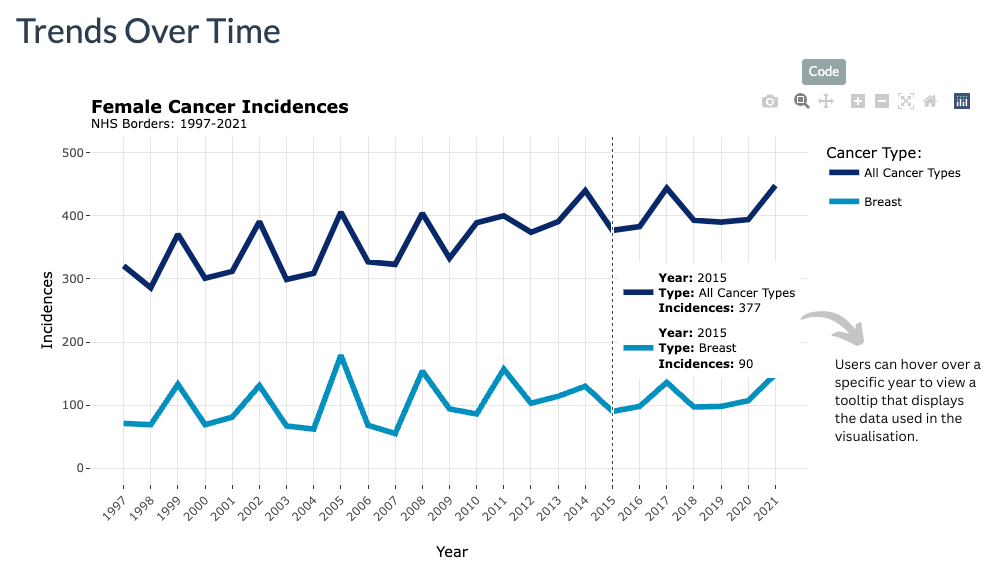 Trends Over Time
Code
Female Cancer Incidences
NHS Borders: 1997-2021
Cancer Type:
All Cancer Types
Breast
500
400
300
200
100
0
Incidences
Year: 2015
Type: All Cancer Types
Incidences: 377
Year: 2015
Type: Breast
Incidences: 90
Users can hover over a
specific year to view a
tooltip that displays
the data used in the
visualisation.
1997
1998
1999
2000
2001
2002
2003
2004
2005
2006
2007
2008
2009
2010
2011
2012
2013
2014
2015
2016
2017
2018
2019
2020
2021
Year